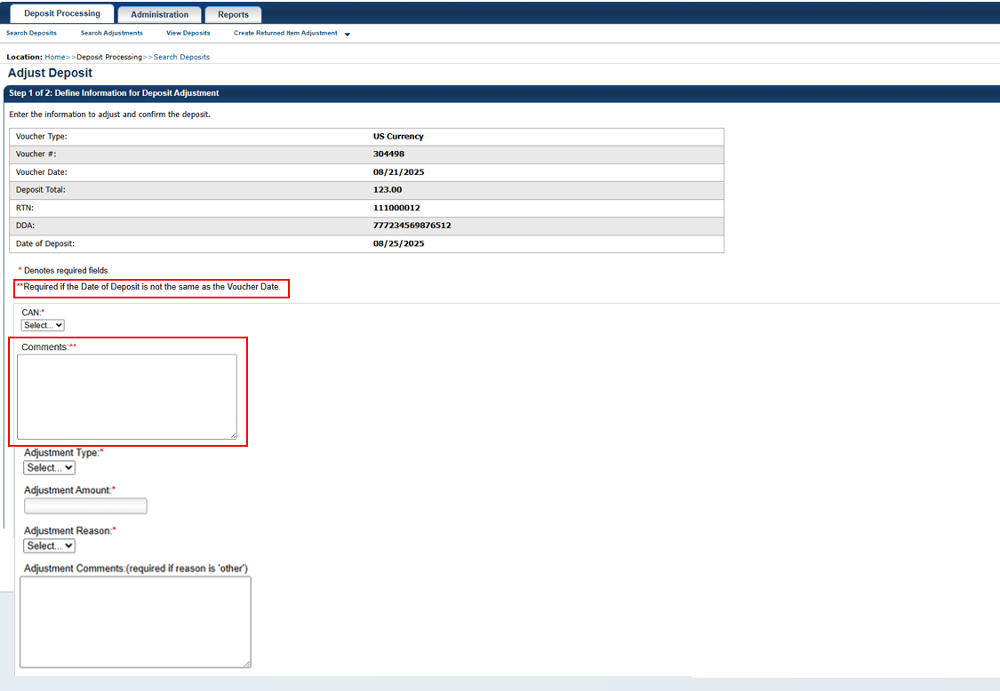 Deposit Processing Administration Reports
Search Deposits Search Adjustments View Deposits Create Returned Item Adjustment
Location: Home>>Deposit Processing>>Search Deposits
Adjust Deposit
Step 1 of 2: Define Information for Deposit Adjustment
Enter the information to adjust and confirm the deposit.
Voucher Type: US Currency
Voucher #: 304498
Voucher Date: 08/21/2025
Deposit Total: 123.00
RTN: 111000012
DDA: 777234569876512
Date of Deposit: 08/25/2025
* Denotes required fields.
**Required if the Date of Deposit is not the same as the Voucher Date.
CAN:*
Select...
Comments:**
Adjustment Type:*
Select...
Adjustment Amount:*
Adjustment Reason:*
Select...
Adjustment Comments:(required if reason is 'other')